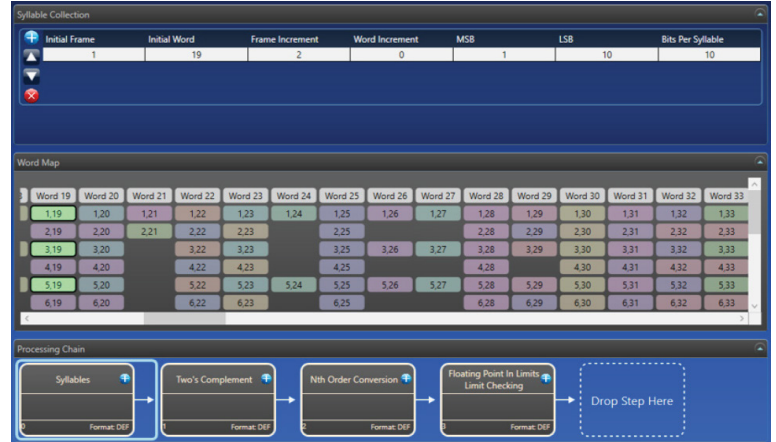 Syllable Collection
Initial Frame Initial Word Frame Increment Word Increment MSB LSB Bits Per Syllable
1 19 2 0 1 10 10
Word Map
Word 19 Word 20 Word 21 Word 22 Word 23 Word 24 Word 25 Word 26 Word 27 Word 28 Word 29 Word 30 Word 31 Word 32 Word 33
1,19 1,20 1,21 1,22 1,23 1,24 1,25 1,26 1,27 1,28 1,29 1,30 1,31 1,32 1,33
2,19 2,20 2,21 2,22 2,23 2,25 2,28 2,29 2,30 2,31 2,32 2,33
3,19 3,20 3,22 3,23 3,25 3,26 3,27 3,28 3,29 3,30 3,31 3,32 3,33
4,19 4,20 4,22 4,23 4,25 4,28 4,30 4,31 4,32 4,33
5,19 5,20 5,22 5,23 5,24 5,25 5,26 5,27 5,28 5,29 5,30 5,31 5,32 5,33
6,19 6,20 6,22 6,23 6,25 6,28 6,29 6,30 6,31 6,32 6,33
Processing Chain
Syllables Two's Complement Nth Order Conversion Floating Point In Limits
Limit Checking
Drop Step Here
0 Format: DEF 1 Format: DEF 2 Format: DEF 3 Format: DEF